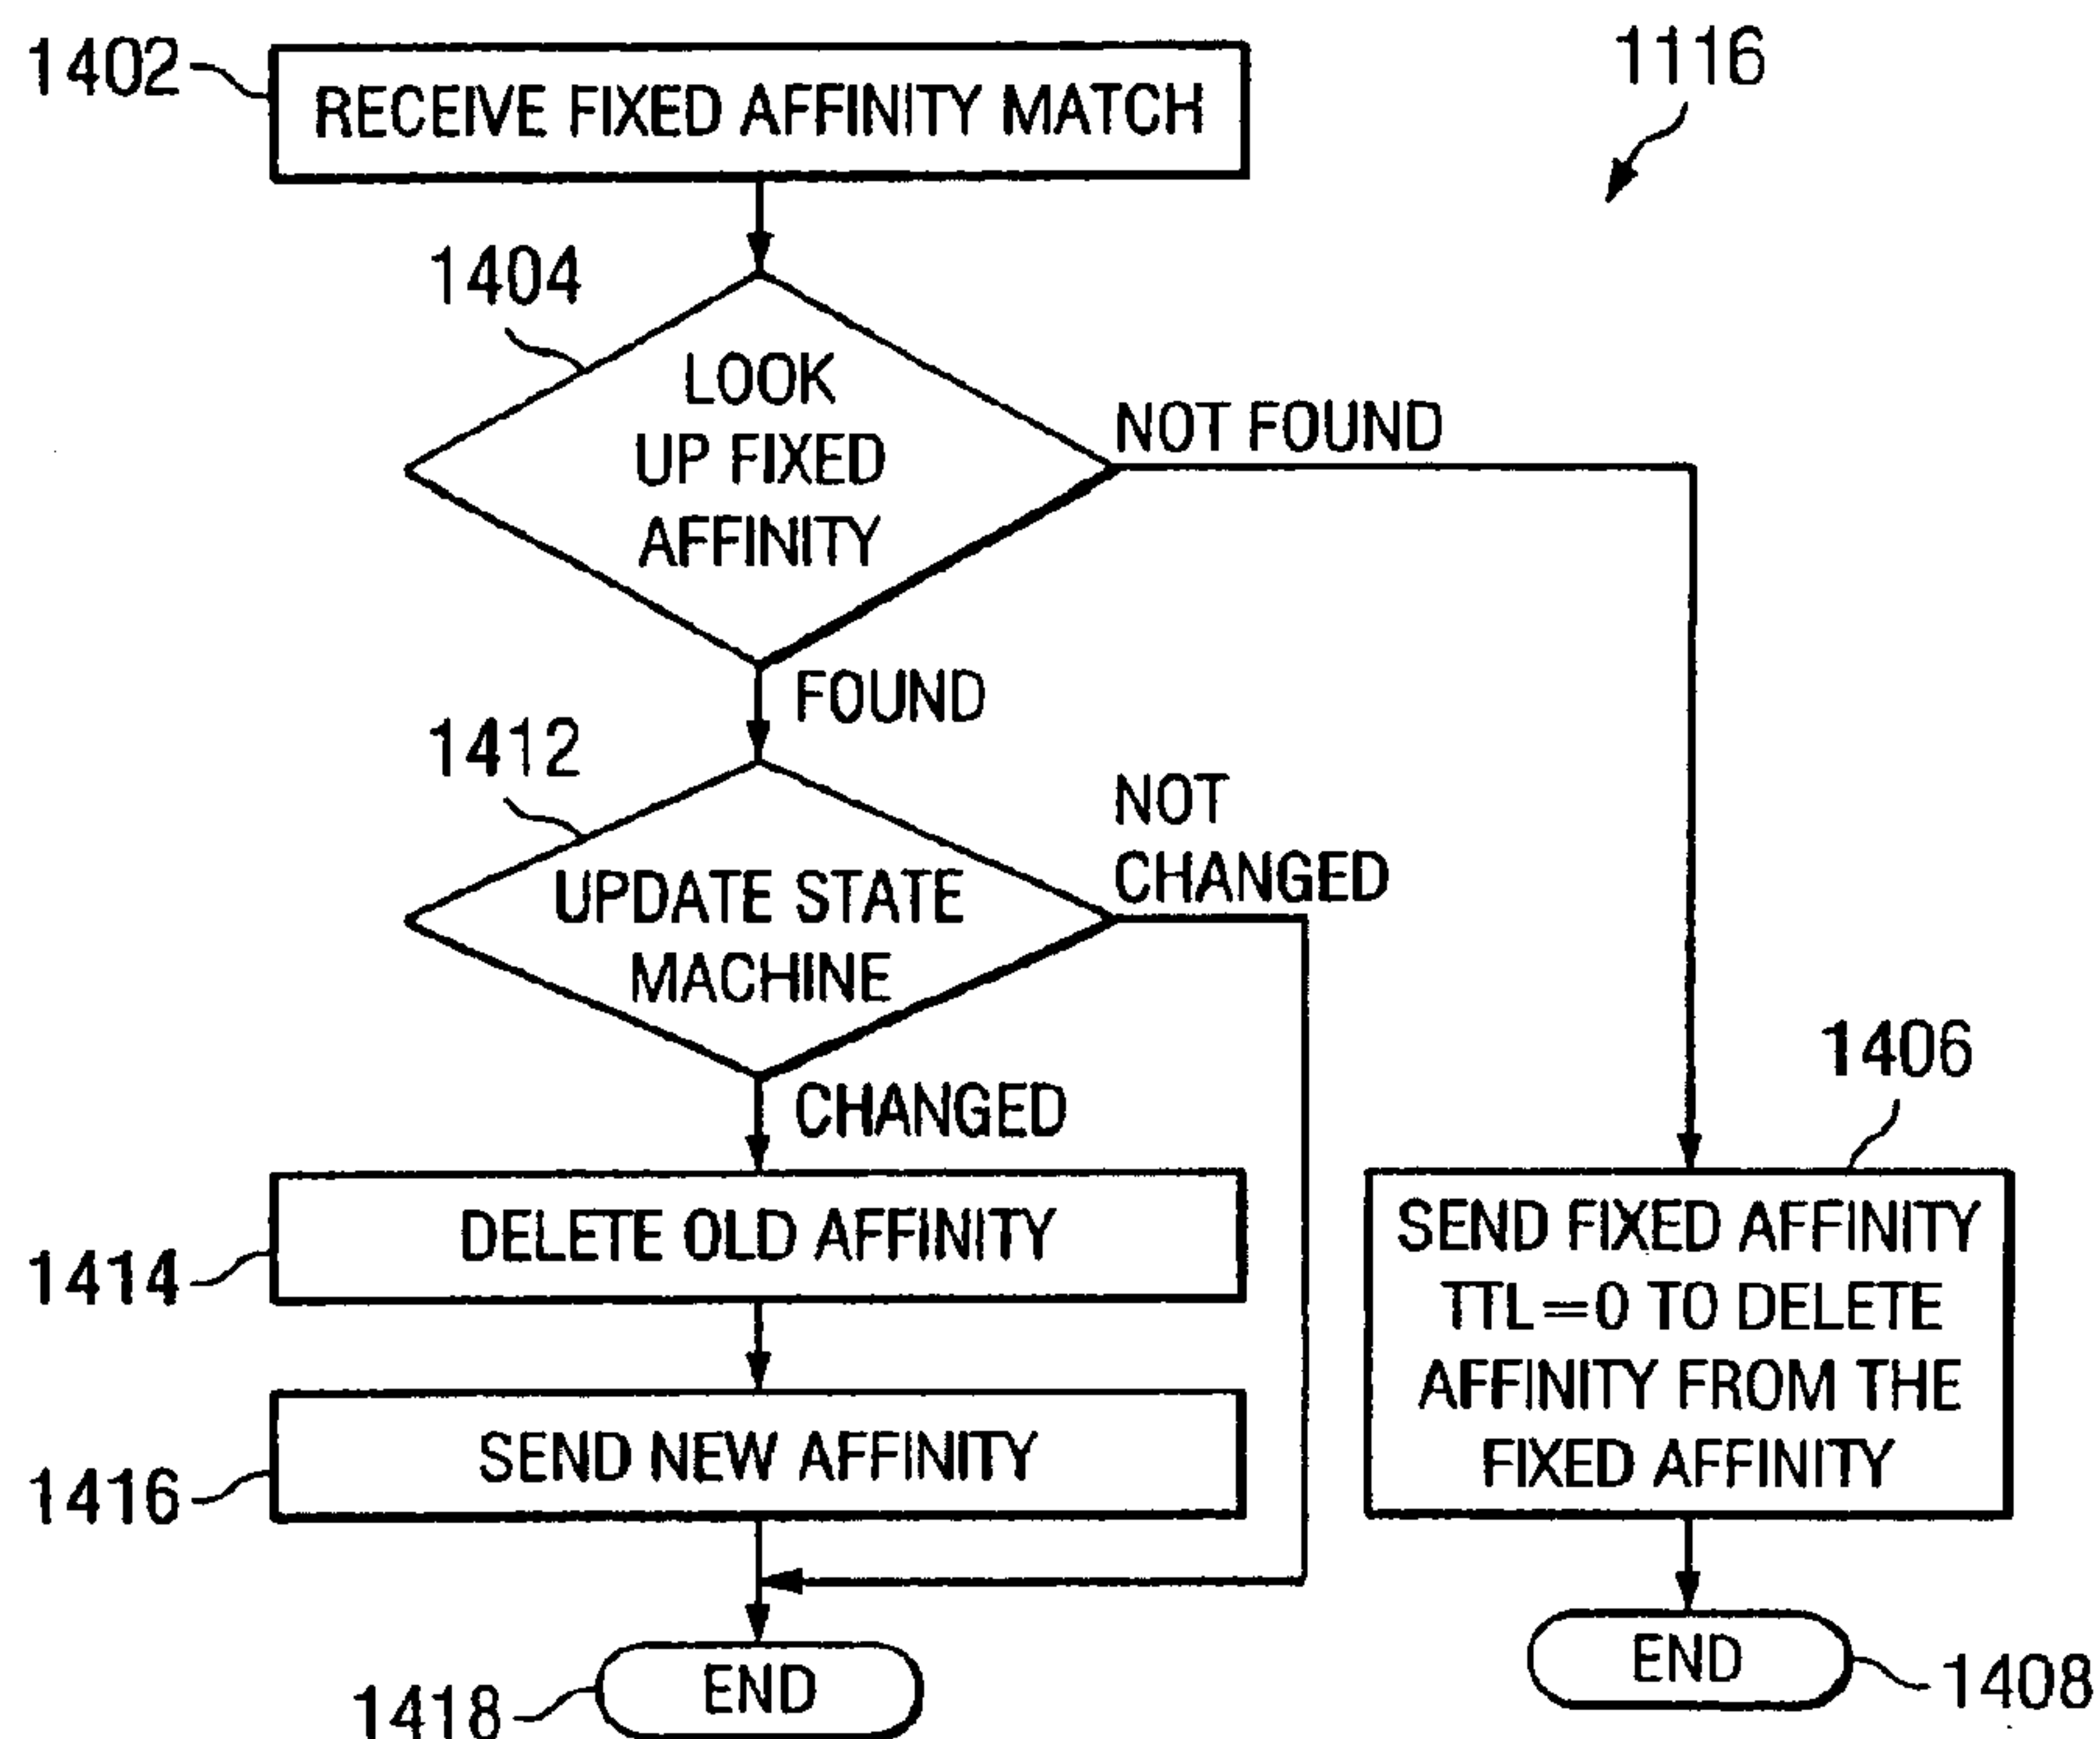 1402
RECEIVE FIXED AFFINITY MATCH
1116
1404
LOOK
UP FIXED
AFFINITY
NOT FOUND
FOUND
1412
UPDATE STATE
MACHINE
NOT
CHANGED
CHANGED
1406
1414
DELETE OLD AFFINITY
SEND FIXED AFFINITY
TTL=0 TO DELETE
AFFINITY FROM THE
FIXED AFFINITY
1416
SEND NEW AFFINITY
1418
END
END
1408